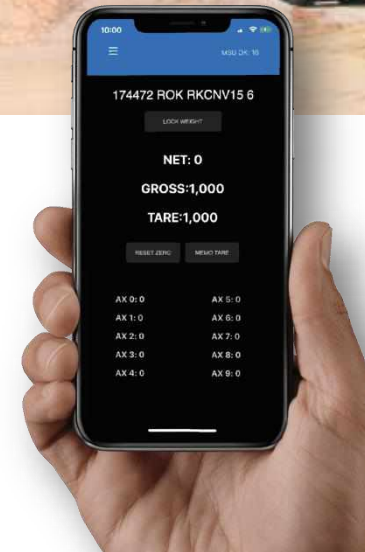 10:00
MSD OK: 16
174472 ROK RKCNV15 6
LOCK WEIGHT
NET: 0
GROSS:1,000
TARE:1,000
RESET ZERO MEMO TARE
AX 0: 0 AX 5: 0
AX 1: 0 AX 6: 0
AX 2: 0 AX 7: 0
AX 3: 0 AX 8: 0
AX 4: 0 AX 9: 0